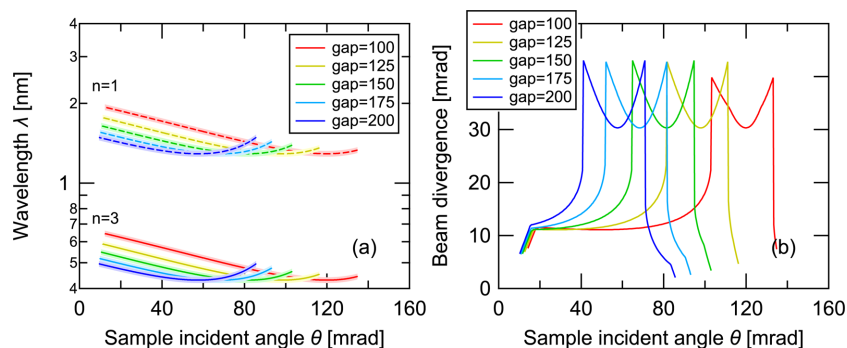 4
3
2
1
9
8
7
6
5
4
Wavelength λ [nm]
n=1
n=3
gap=100
gap=125
gap=150
gap=175
gap=200
(a)
0 40 80 120 160
Sample incident angle θ [mrad]
gap=100
gap=125
gap=150
gap=175
gap=200
Beam divergence [mrad]
30
20
10
0
(b)
0 40 80 120 160
Sample incident angle θ [mrad]